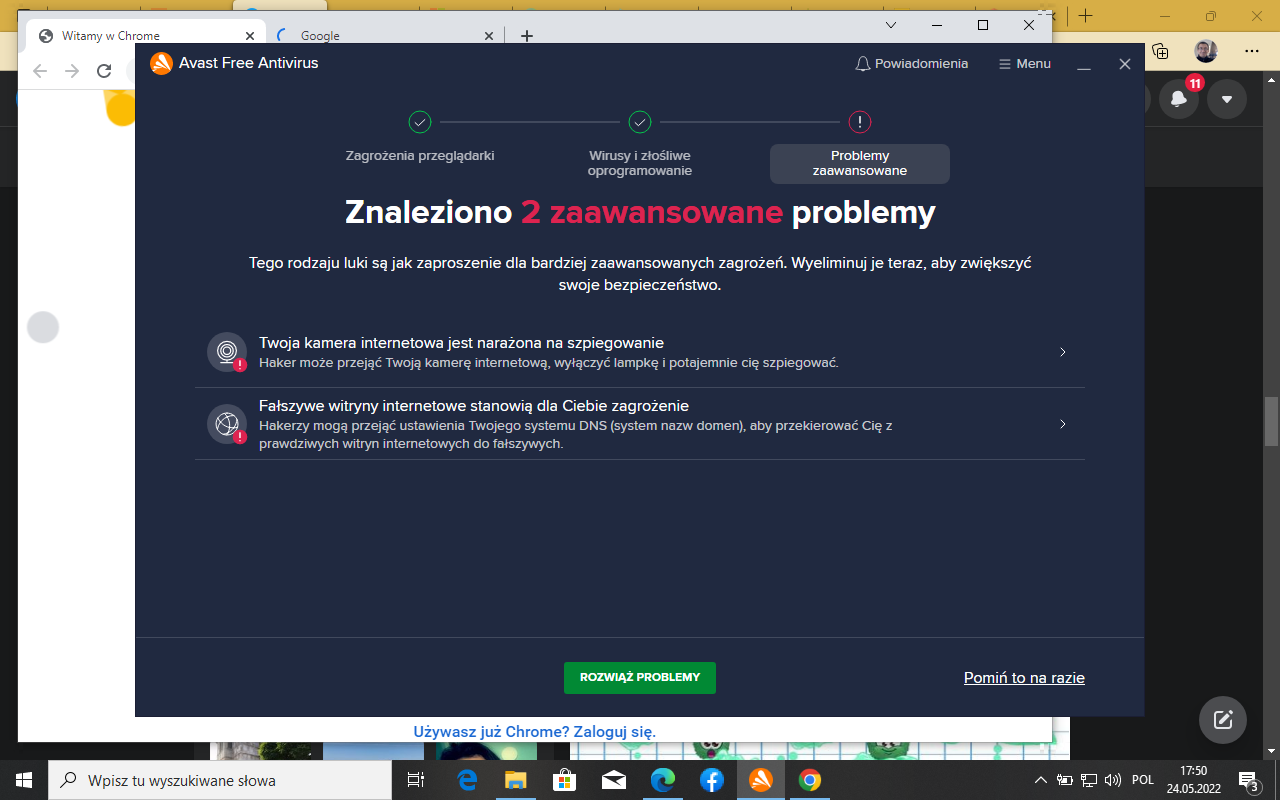 Witamy w Chrome
Google
Avast Free Antivirus
Powiadomienia
Menu
11
Zagrożenia przeglądarki
Wirusy i złośliwe
oprogramowanie
Problemy
zaawansowane
Znaleziono 2 zaawansowane problemy
Tego rodzaju luki są jak zaproszenie dla bardziej zaawansowanych zagrożeń. Wyeliminuj je teraz, aby zwiększyć
swoje bezpieczeństwo.
Twoja kamera internetowa jest narażona na szpiegowanie
Haker może przejąć Twoją kamerę internetową, wyłączyć lampkę i potajemnie cię szpiegować.
Fałszywe witryny internetowe stanowią dla Ciebie zagrożenie
Hakerzy mogą przejąć ustawienia Twojego systemu DNS (system nazw domen), aby przekierować Cię z
prawdziwych witryn internetowych do fałszywych.
ROZWIĄŻ PROBLEMY
Pomiń to na razie
Używasz już Chrome? Zaloguj się.
Wpisz tu wyszukiwane słowa
POL
17:50
24.05.2022
3